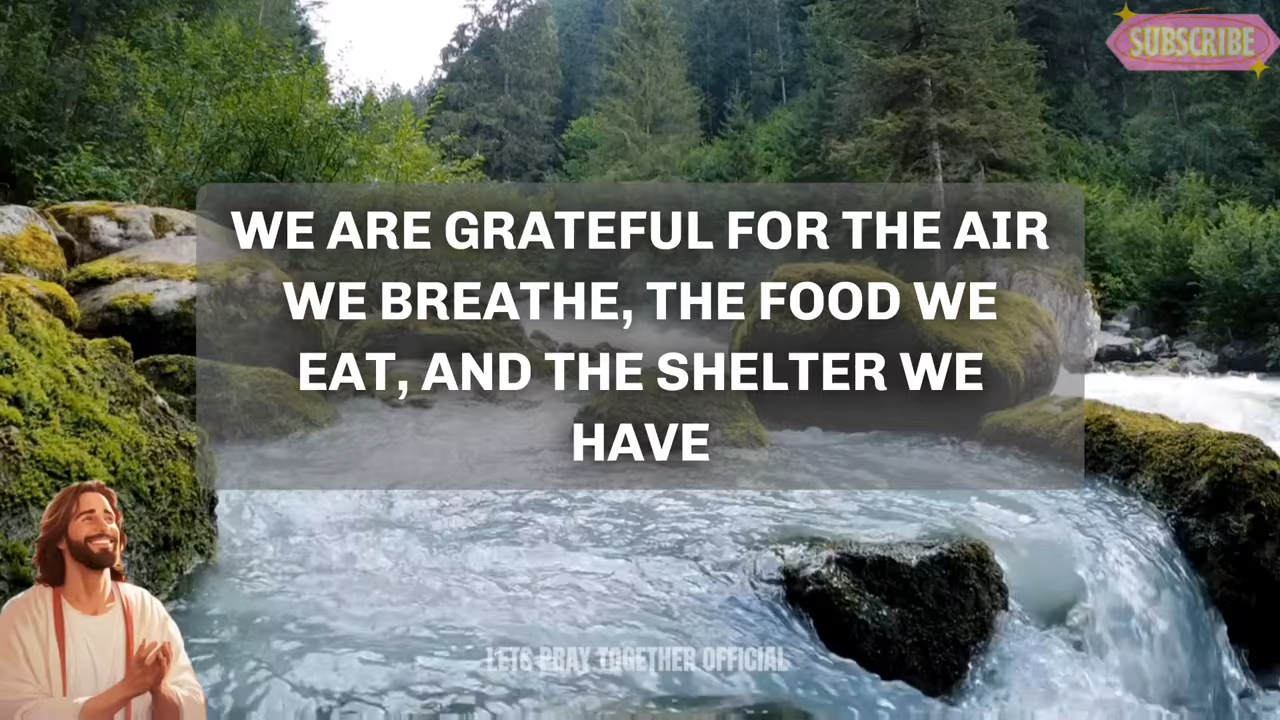 SUBSCRIBE
WE ARE GRATEFUL FOR THE AIR
WE BREATHE, THE FOOD WE
EAT, AND THE SHELTER WE
HAVE
LETS PRAY TOGETHER OFFICIAL